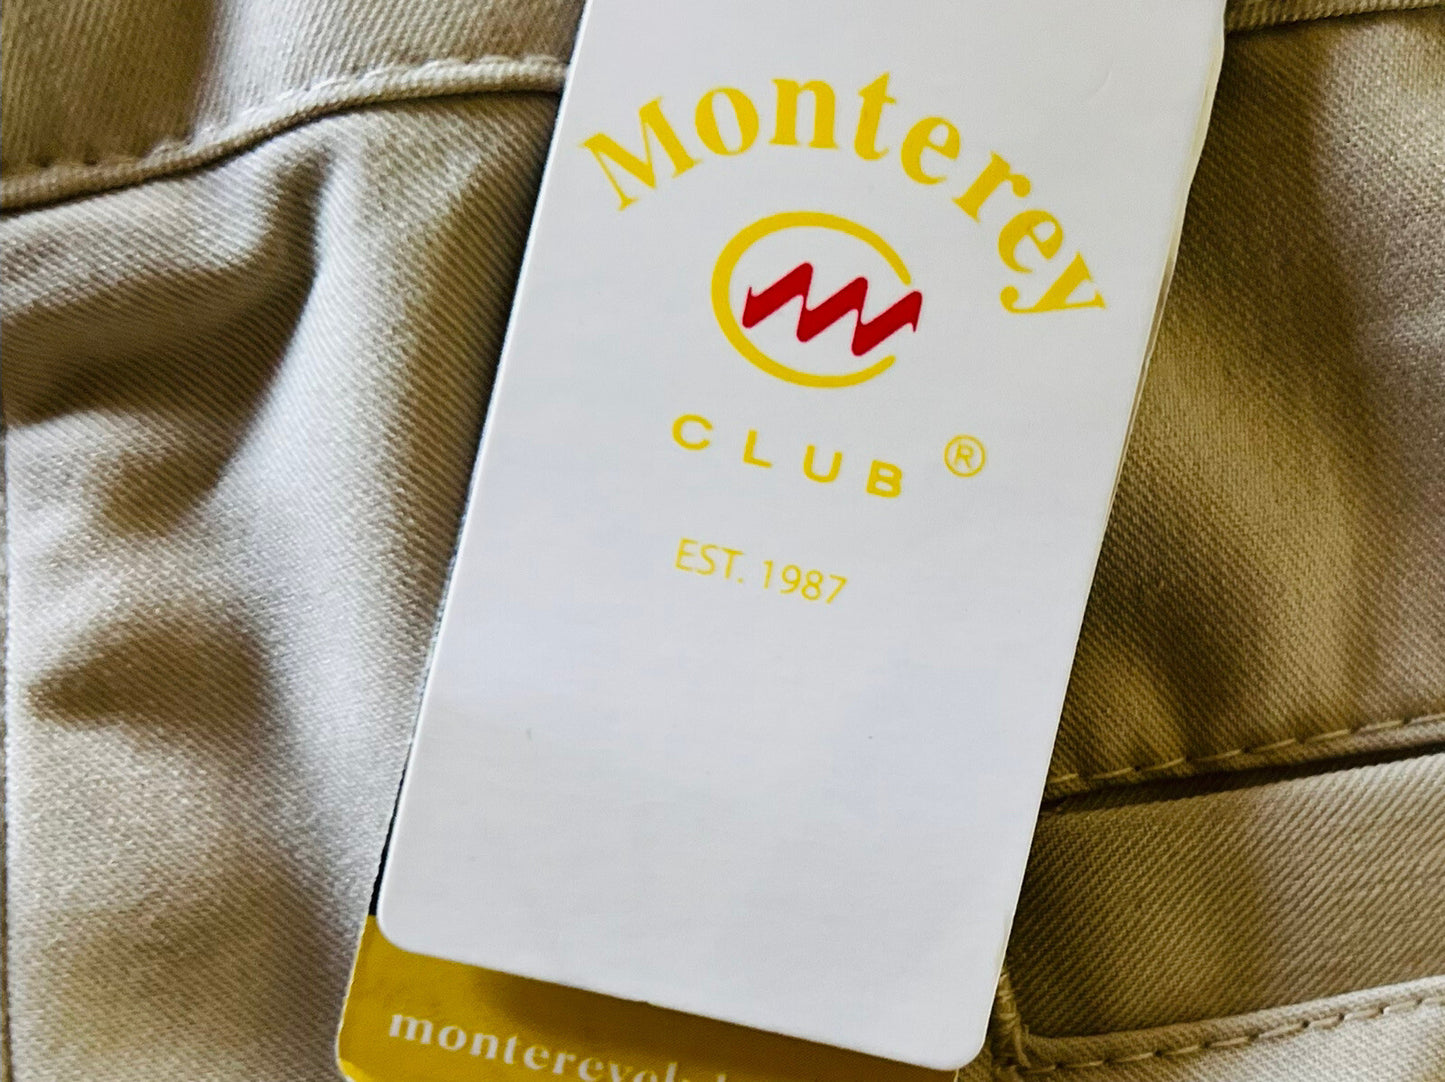 Monterey
CLUB ®
EST. 1987